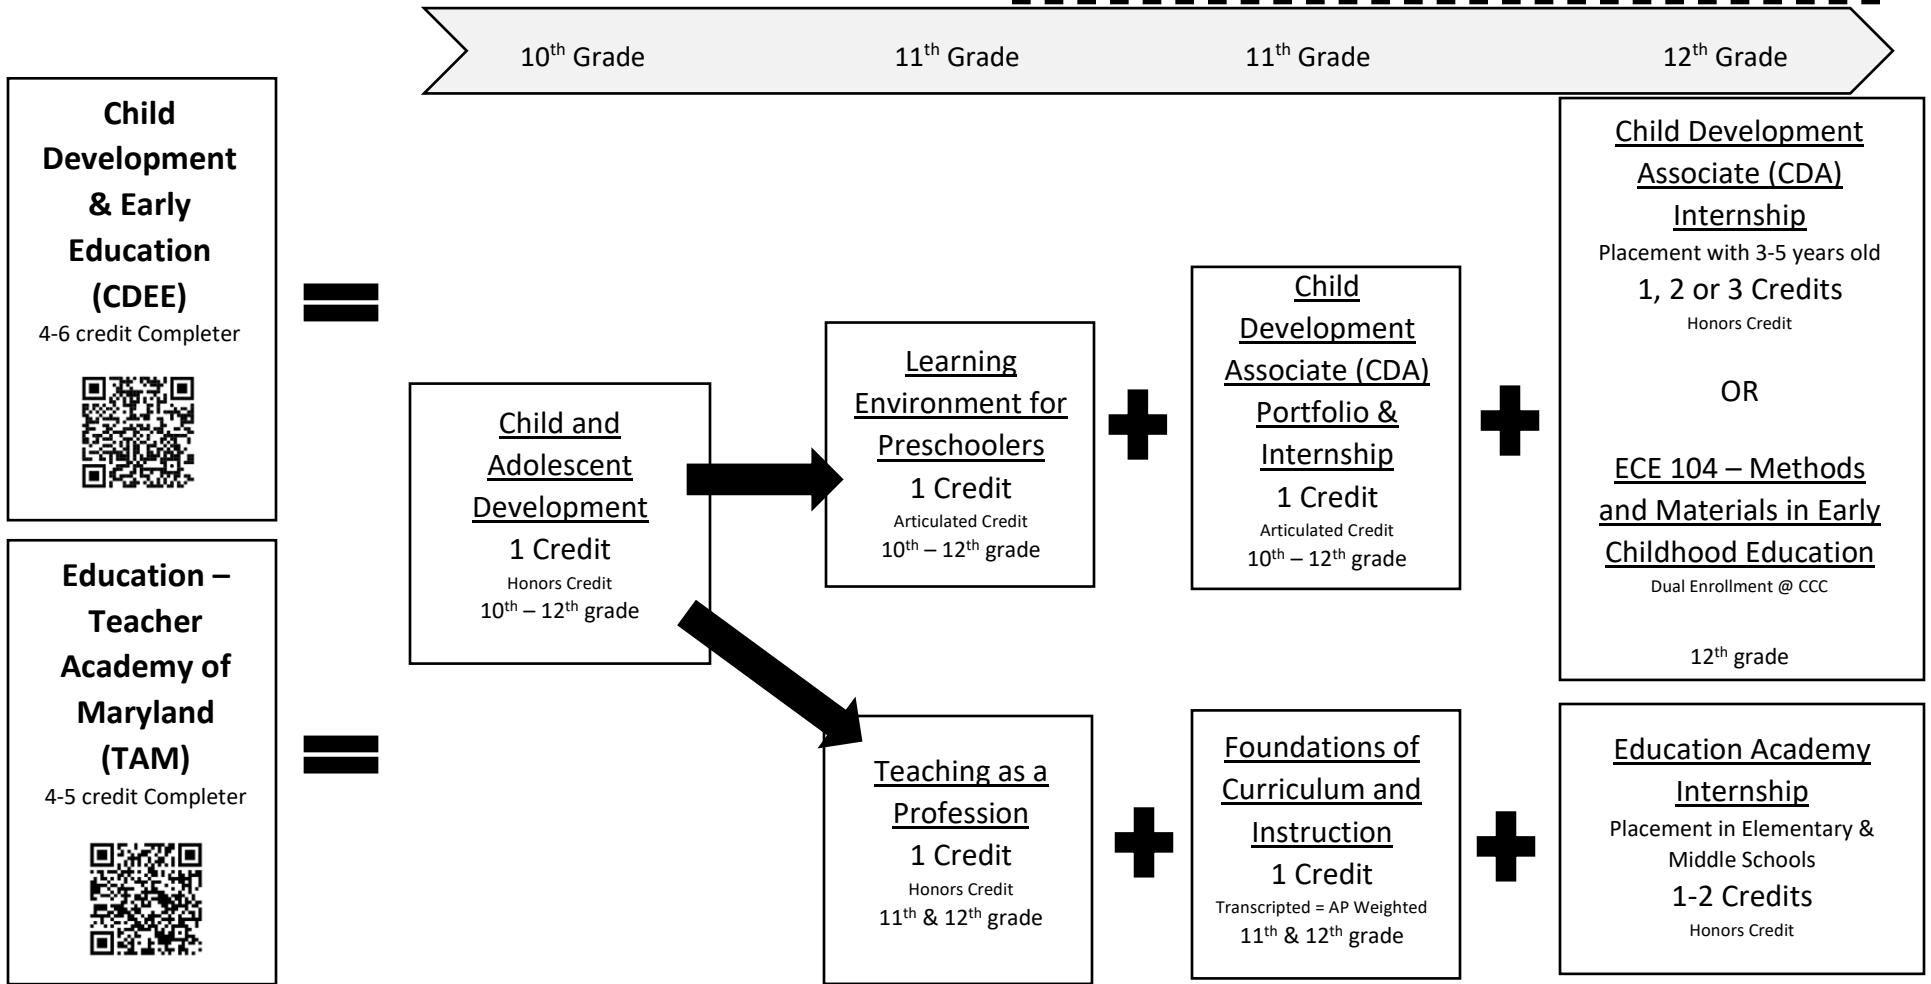 10th Grade
11th Grade
11th Grade
12th Grade
Child
Development
& Early
Education
(CDEE)
4-6 credit Completer
Education –
Teacher
Academy of
Maryland
(TAM)
4-5 credit Completer
Child and
Adolescent
Development
1 Credit
Honors Credit
10th – 12th grade
Learning
Environment for
Preschoolers
1 Credit
Articulated Credit
10th – 12th grade
Child
Development
Associate (CDA)
Portfolio &
Internship
1 Credit
Articulated Credit
10th – 12th grade
Child Development
Associate (CDA)
Internship
Placement with 3-5 years old
1, 2 or 3 Credits
Honors Credit
OR
ECE 104 – Methods
and Materials in Early
Childhood Education
Dual Enrollment @ CCC
12th grade
Teaching as a
Profession
1 Credit
Honors Credit
11th & 12th grade
Foundations of
Curriculum and
Instruction
1 Credit
Transcripted = AP Weighted
11th & 12th grade
Education Academy
Internship
Placement in Elementary &
Middle Schools
1-2 Credits
Honors Credit